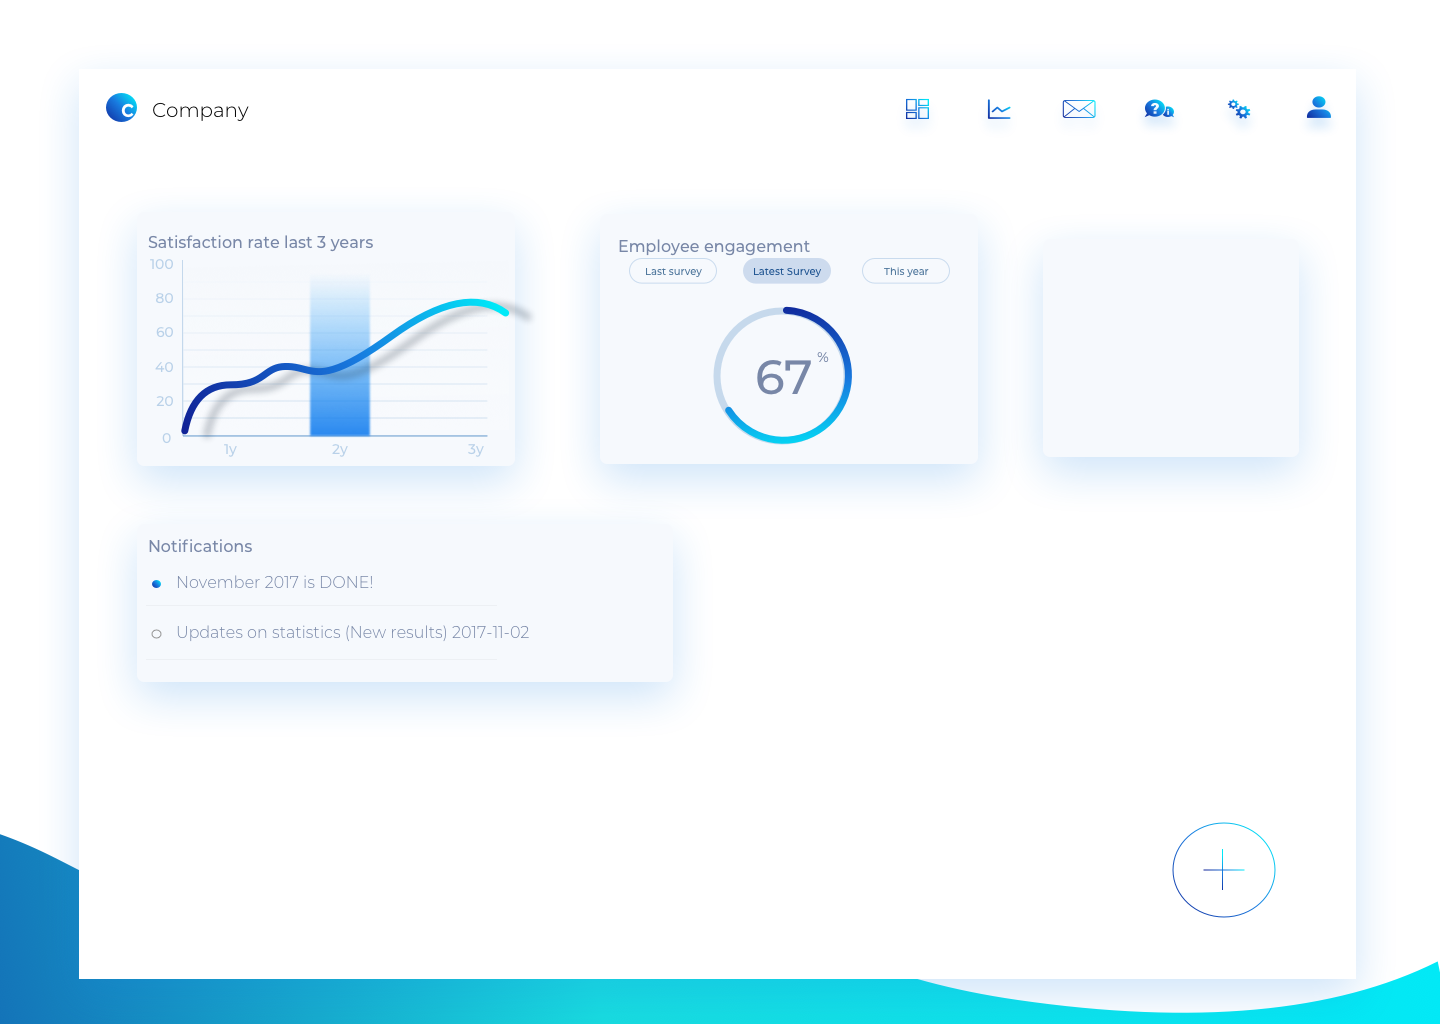 C Company
Satisfaction rate last 3 years
100
80
60
40
20
0
1y 2y 3y
Employee engagement
Last survey Latest Survey This year
67 %
Notifications
November 2017 is DONE!
Updates on statistics (New results) 2017-11-02